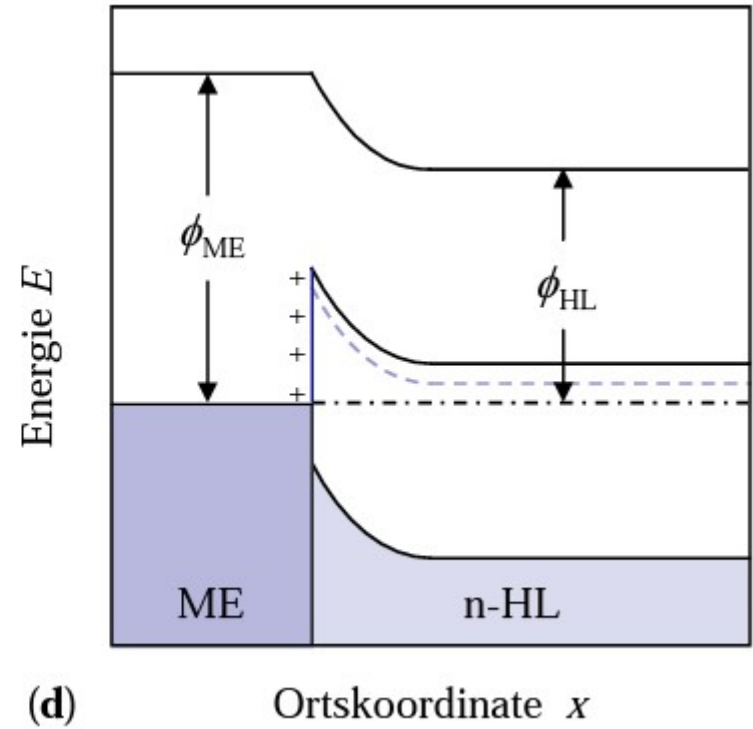 ϕME
ϕHL
+
+
+
+
Energie E
ME
n-HL
(d)
Ortskoordinate x